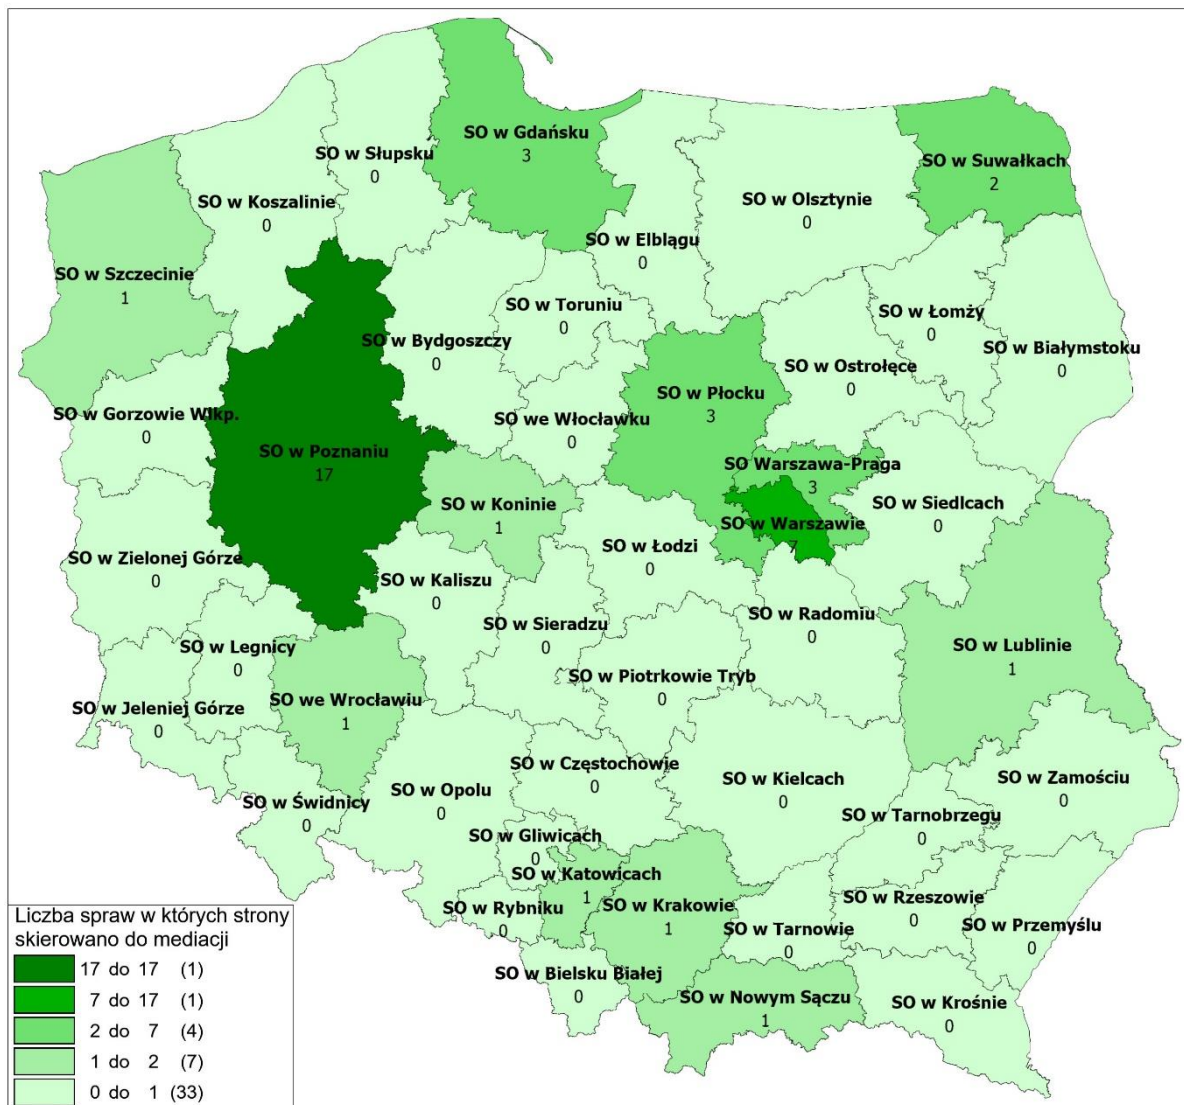 SO w Gdańsku
3
SO w Słupsku
0
SO w Suwałkach
2
SO w Koszalinie
0
SO w Olsztynie
0
SO w Elblągu
0
SO w Szczecinie
1
SO w Toruniu
0
SO w Łomży
0
SO w Bydgoszczy
0
SO w Białymstoku
0
SO w Ostrołęce
0
SO w Płocku
3
SO w Gorzowie Wlkp.
0
SO we Włocławku
0
SO w Poznaniu
17
SO Warszawa-Praga
3
SO w Koninie
1
SO w Siedlcach
0
SO w Warszawie
7
SO w Łodzi
0
SO w Zielonej Górze
0
SO w Kaliszu
0
SO w Radomiu
0
SO w Sieradzu
0
SO w Legnicy
0
SO w Lublinie
1
SO w Piotrkowie Tryb
0
SO we Wrocławiu
1
SO w Jeleniej Górze
0
SO w Częstochowie
0
SO w Kielcach
0
SO w Zamościu
0
SO w Opolu
0
SO w Świdnicy
0
SO w Tarnobrzegu
0
SO w Gliwicach
0
SO w Katowicach
1
SO w Rzeszowie
0
SO w Krakowie
1
SO w Rybniku
0
SO w Przemyślu
0
SO w Tarnowie
0
SO w Bielsku Białej
0
SO w Nowym Sączu
1
SO w Krośnie
0
Liczba spraw w których strony
skierowano do mediacji
17 do 17 (1)
7 do 17 (1)
2 do 7 (4)
1 do 2 (7)
0 do 1 (33)